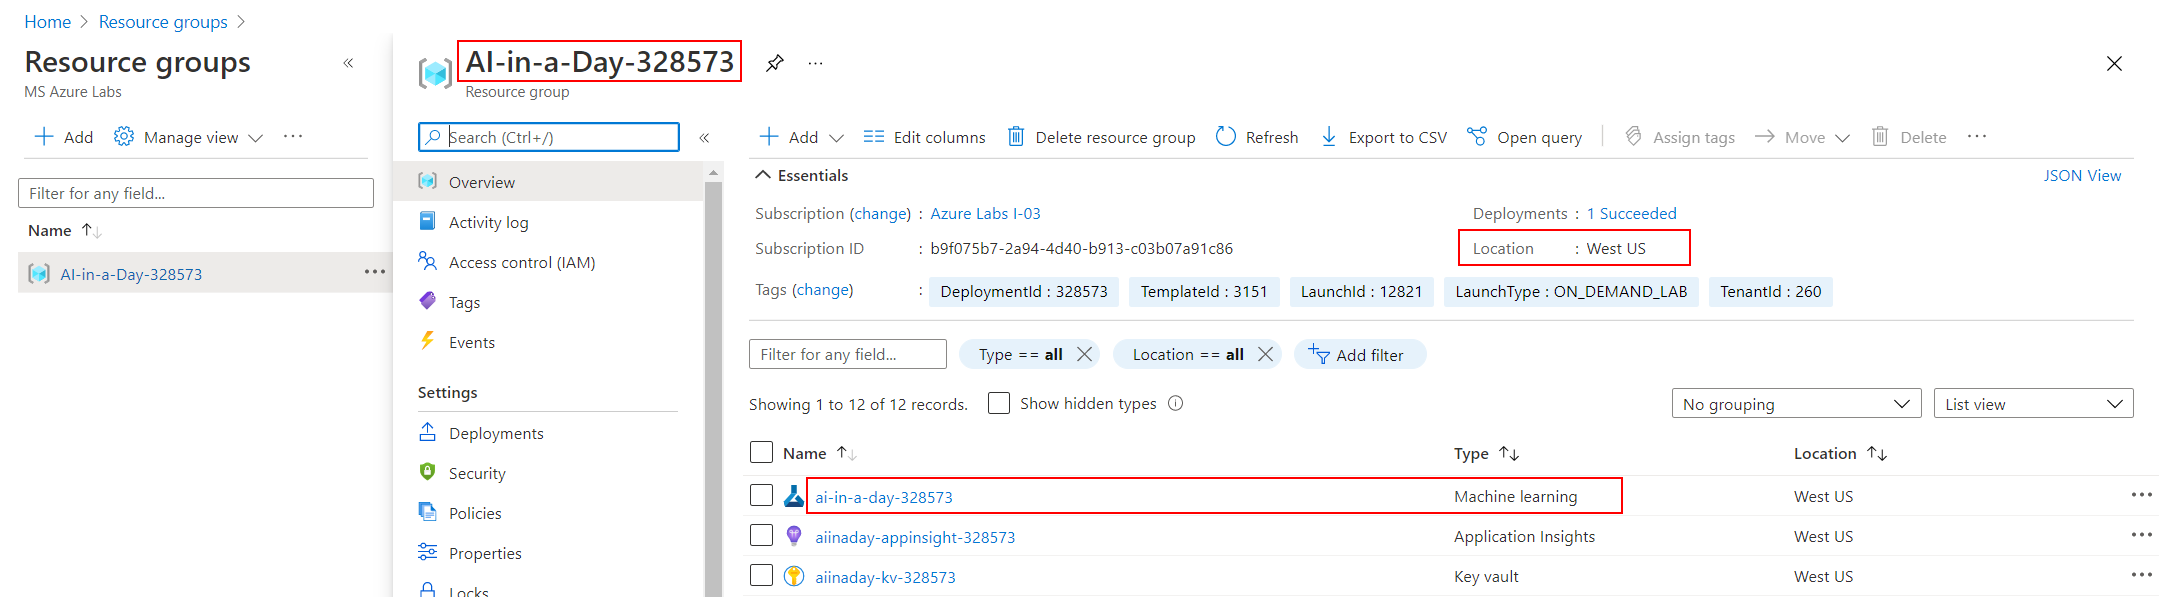 Home > Resource groups >
Resource groups
MS Azure Labs
Add Manage view ...
Filter for any field...
Name
AI-in-a-Day-328573 ...
AI-in-a-Day-328573 ...
Resource group
Search (Ctrl+/)
Overview
Activity log
Access control (IAM)
Tags
Events
Settings
Deployments
Security
Policies
Properties
Locks
Add Edit columns Delete resource group Refresh Export to CSV Open query Assign tags Move Delete ...
Essentials JSON View
Subscription (change) : Azure Labs I-03 Deployments : 1 Succeeded
Subscription ID : b9f075b7-2a94-4d40-b913-c03b07a91c86 Location : West US
Tags (change) : DeploymentId : 328573 TemplateId : 3151 LaunchId : 12821 LaunchType : ON_DEMAND_LAB TenantId : 260
Filter for any field... Type == all Location == all Add filter
Showing 1 to 12 of 12 records. Show hidden types No grouping List view
Name Type Location
ai-in-a-day-328573 Machine learning West US ...
aiinaday-appinsight-328573 Application Insights West US ...
aiinaday-kv-328573 Key vault West US ...